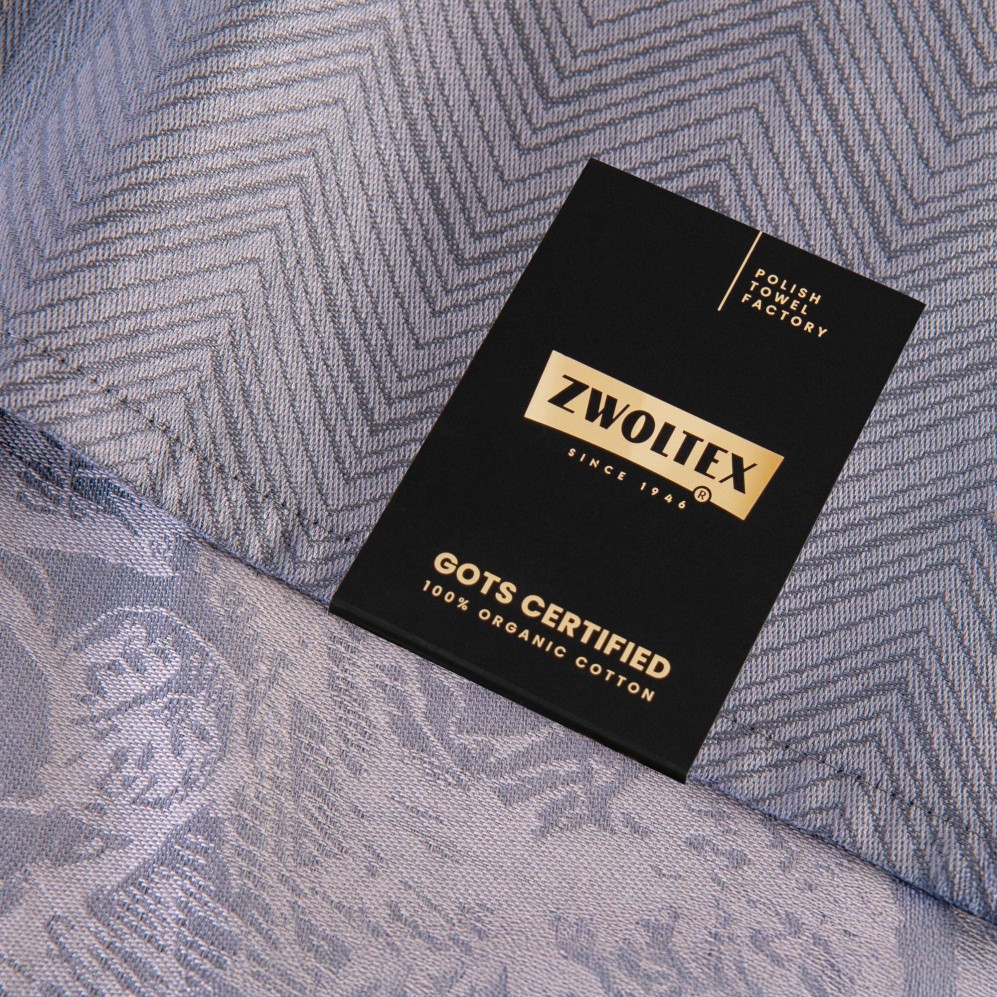 POLISH
TOWEL
FACTORY
ZWOLTEX
SINCE 1946 ®
GOTS CERTIFIED
100% ORGANIC COTTON